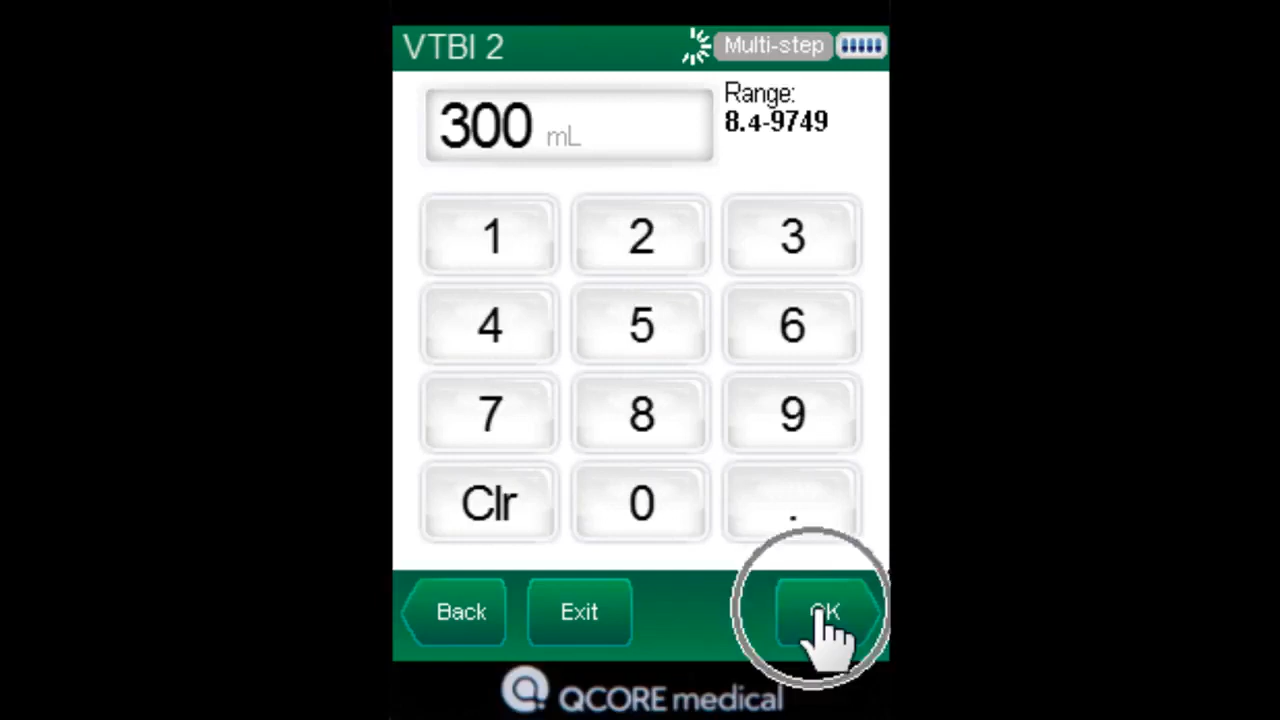 VTBI 2
Multi-step
300 mL
Range:
8.4-9749
1 2 3
4 5 6
7 8 9
Clr 0 .
Back Exit OK
QCORE medical